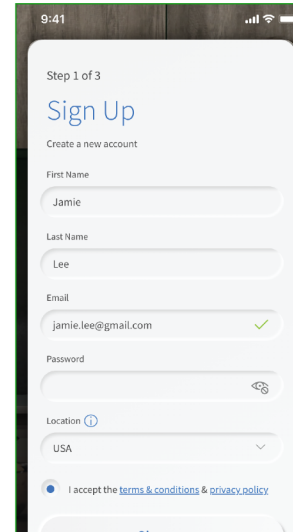 9:41
Step 1 of 3
Sign Up
Create a new account
First Name
Jamie
Last Name
Lee
Email
jamie.lee@gmail.com
Password
Location
USA
I accept the terms & conditions & privacy policy